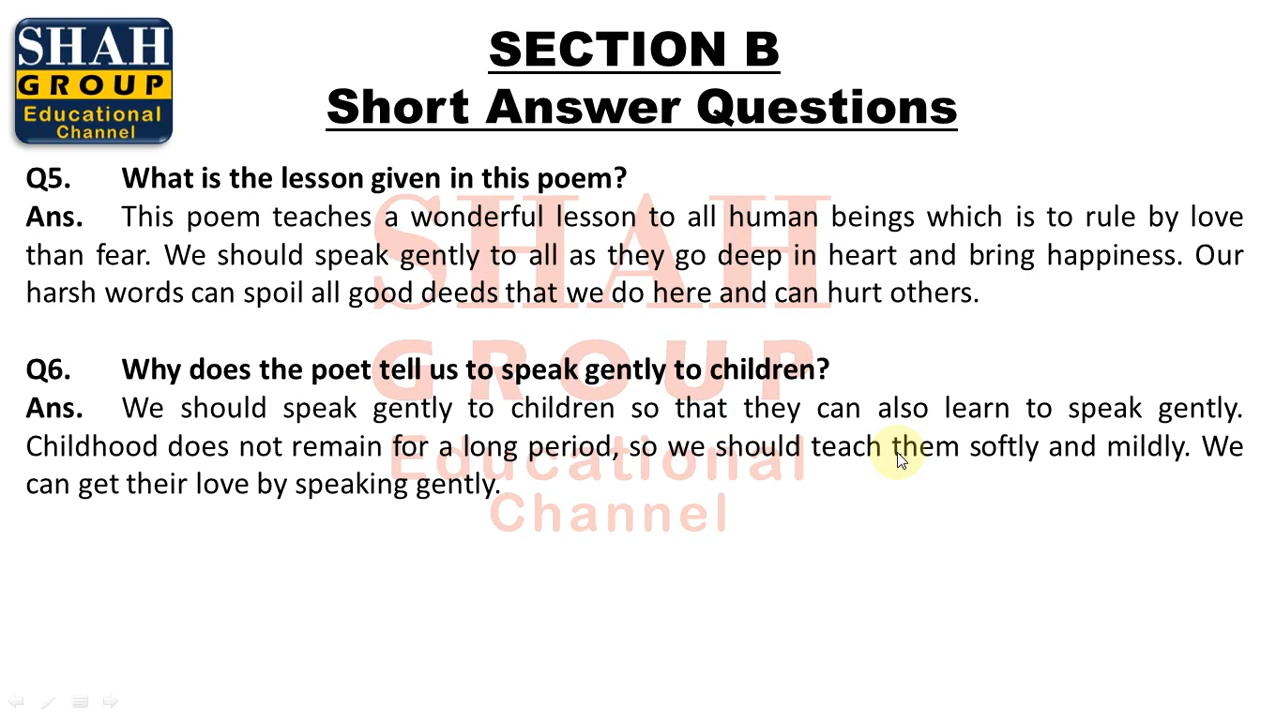 SHAH
GROUP
Educational
Channel
SECTION B
Short Answer Questions
Q5. What is the lesson given in this poem?
Ans. This poem teaches a wonderful lesson to all human beings which is to rule by love
than fear. We should speak gently to all as they go deep in heart and bring happiness. Our
harsh words can spoil all good deeds that we do here and can hurt others.
Q6. Why does the poet tell us to speak gently to children?
Ans. We should speak gently to children so that they can also learn to speak gently.
Childhood does not remain for a long period, so we should teach them softly and mildly. We
can get their love by speaking gently.
SHAH
GROUP
Educational
Channel